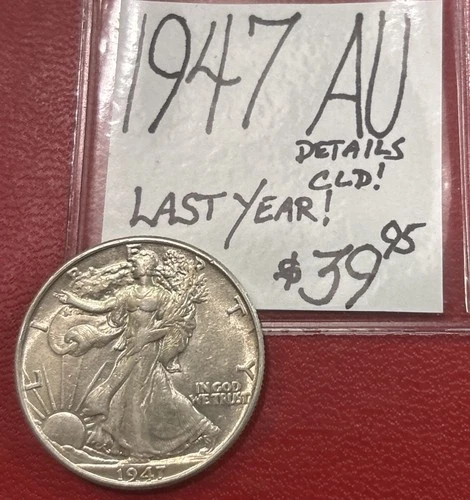 1947 AU
DETAILS
CLD!
LAST YEAR!
$39.95
LIBERTY
IN GOD
WE TRUST
1947